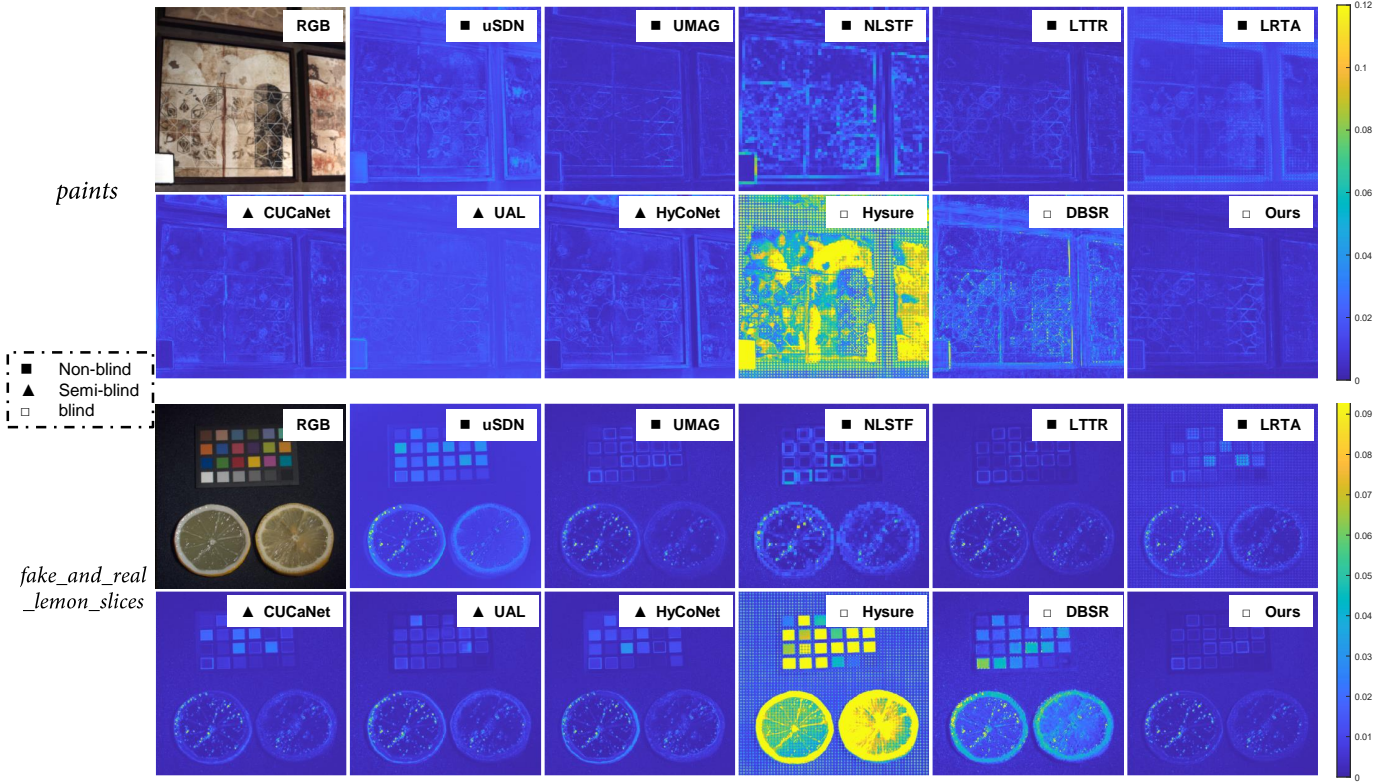 RGB
■ uSDN
■ UMAG
■ NLSTF
■ LTTR
■ LRTA
0.12
0.1
0.08
0.06
0.04
0.02
0
paints
▲ CUCaNet
▲ UAL
▲ HyCoNet
□ Hysure
□ DBSR
□ Ours
■ Non-blind
▲ Semi-blind
□ blind
RGB
■ uSDN
■ UMAG
■ NLSTF
■ LTTR
■ LRTA
0.09
0.08
0.07
0.06
0.05
0.04
0.03
0.02
0.01
0
fake_and_real
_lemon_slices
▲ CUCaNet
▲ UAL
▲ HyCoNet
□ Hysure
□ DBSR
□ Ours